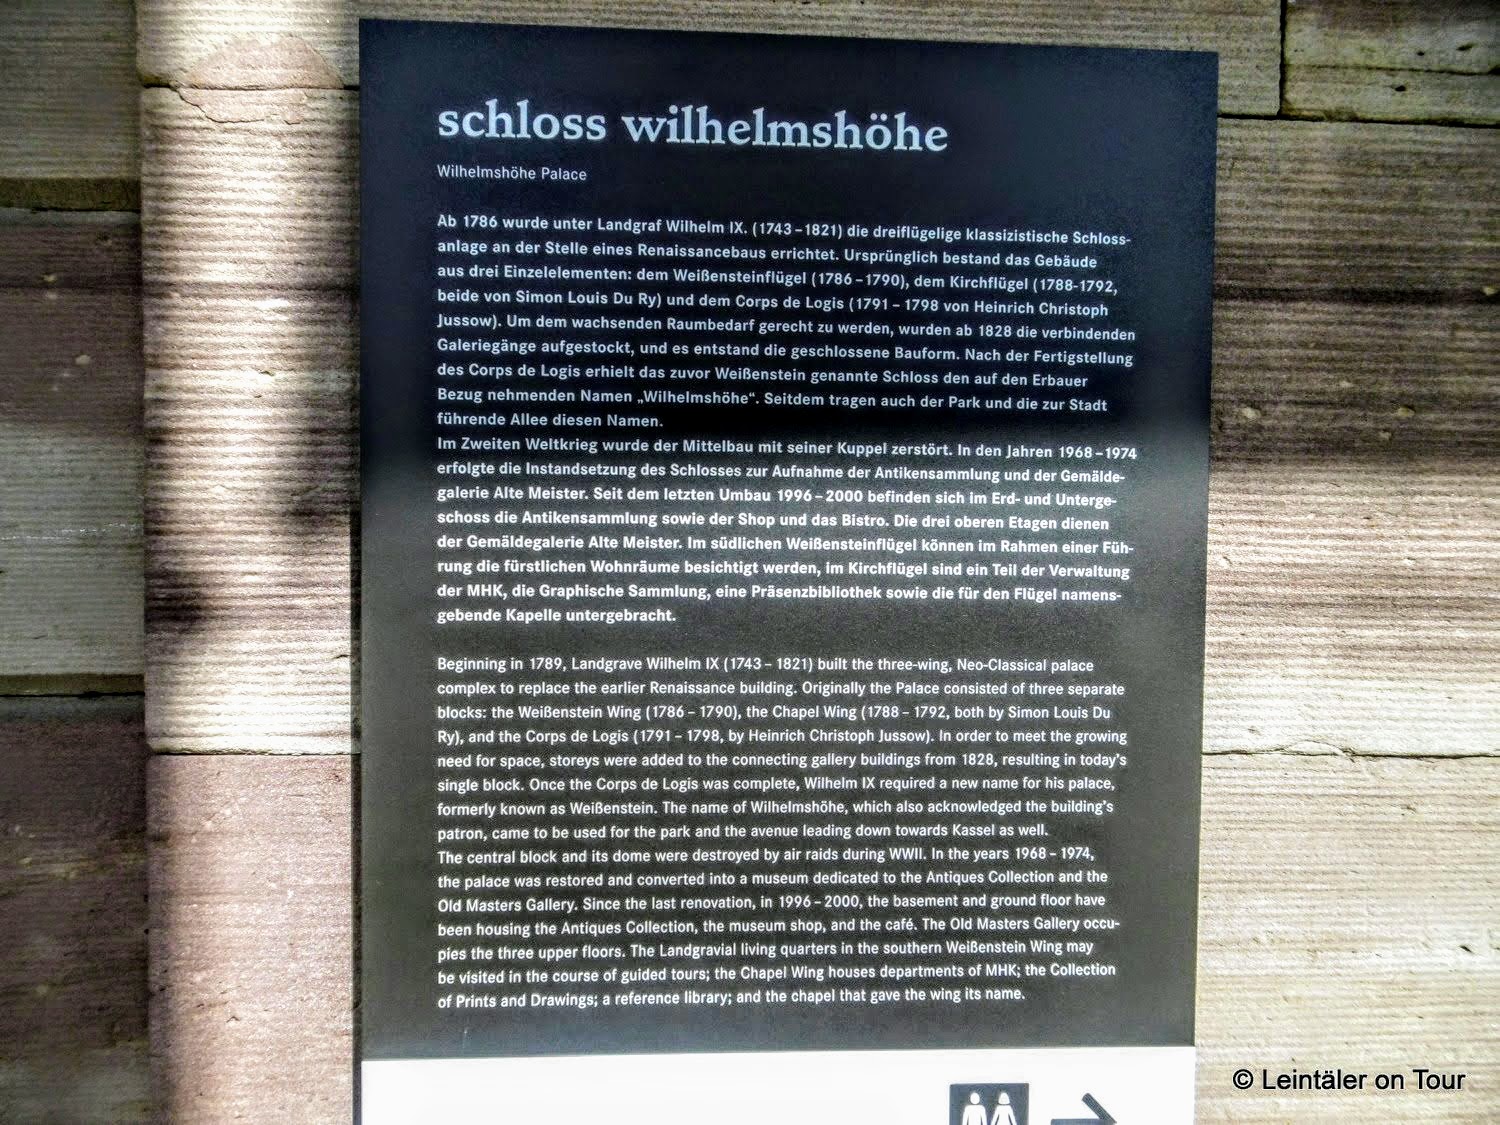 schloss wilhelmshöhe
Wilhelmshöhe Palace
Ab 1786 wurde unter Landgraf Wilhelm IX. (1743 – 1821) die dreiflügelige klassizistische Schloss-
anlage an der Stelle eines Renaissancebaus errichtet. Ursprünglich bestand das Gebäude
aus drei Einzelelementen: dem Weißensteinflügel (1786 – 1790), dem Kirchflügel (1788-1792,
beide von Simon Louis Du Ry) und dem Corps de Logis (1791 – 1798 von Heinrich Christoph
Jussow). Um dem wachsenden Raumbedarf gerecht zu werden, wurden ab 1828 die verbindenden
Galeriegänge aufgestockt, und es entstand die geschlossene Bauform. Nach der Fertigstellung
des Corps de Logis erhielt das zuvor Weißenstein genannte Schloss den auf den Erbauer
Bezug nehmenden Namen „Wilhelmshöhe“. Seitdem tragen auch der Park und die zur Stadt
führende Allee diesen Namen.
Im Zweiten Weltkrieg wurde der Mittelbau mit seiner Kuppel zerstört. In den Jahren 1968 – 1974
erfolgte die Instandsetzung des Schlosses zur Aufnahme der Antikensammlung und der Gemälde-
galerie Alte Meister. Seit dem letzten Umbau 1996 – 2000 befinden sich im Erd- und Unterge-
schoss die Antikensammlung sowie der Shop und das Bistro. Die drei oberen Etagen dienen
der Gemäldegalerie Alte Meister. Im südlichen Weißensteinflügel können im Rahmen einer Füh-
rung die fürstlichen Wohnräume besichtigt werden, im Kirchflügel sind ein Teil der Verwaltung
der MHK, die Graphische Sammlung, eine Präsenzbibliothek sowie die für den Flügel namens-
gebende Kapelle untergebracht.
Beginning in 1789, Landgrave Wilhelm IX (1743 – 1821) built the three-wing, Neo-Classical palace
complex to replace the earlier Renaissance building. Originally the Palace consisted of three separate
blocks: the Weißenstein Wing (1786 – 1790), the Chapel Wing (1788 – 1792, both by Simon Louis Du
Ry), and the Corps de Logis (1791 – 1798, by Heinrich Christoph Jussow). In order to meet the growing
need for space, storeys were added to the connecting gallery buildings from 1828, resulting in today’s
single block. Once the Corps de Logis was complete, Wilhelm IX required a new name for his palace,
formerly known as Weißenstein. The name of Wilhelmshöhe, which also acknowledged the building’s
patron, came to be used for the park and the avenue leading down towards Kassel as well.
The central block and its dome were destroyed by air raids during WWII. In the years 1968 – 1974,
the palace was restored and converted into a museum dedicated to the Antiques Collection and the
Old Masters Gallery. Since the last renovation, in 1996 – 2000, the basement and ground floor have
been housing the Antiques Collection, the museum shop, and the café. The Old Masters Gallery occu-
pies the three upper floors. The Landgravial living quarters in the southern Weißenstein Wing may
be visited in the course of guided tours; the Chapel Wing houses departments of MHK; the Collection
of Prints and Drawings; a reference library; and the chapel that gave the wing its name.
© Leintäler on Tour